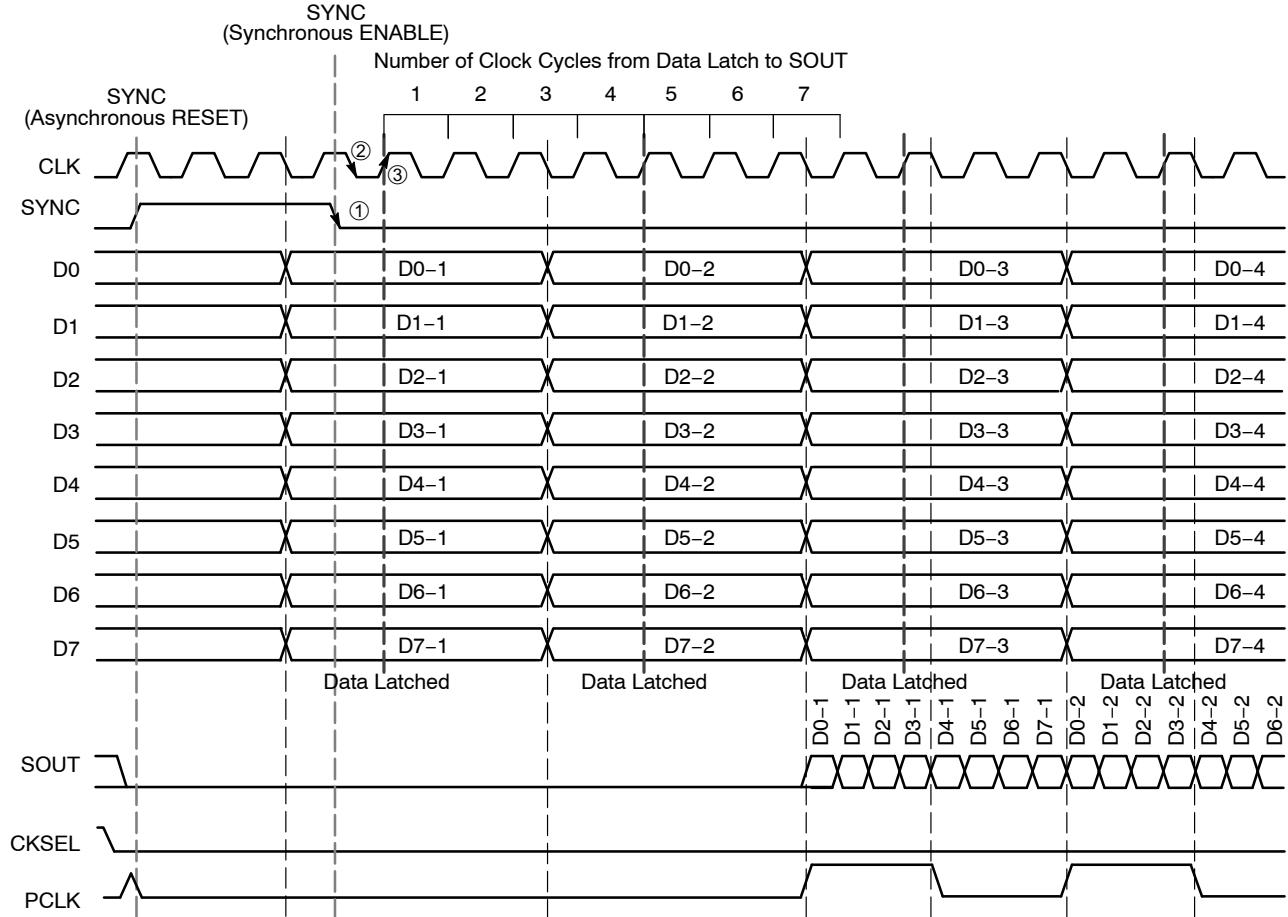 SYNC
(Synchronous ENABLE)
Number of Clock Cycles from Data Latch to SOUT
SYNC
(Asynchronous RESET)
1 2 3 4 5 6 7
CLK ② ③
SYNC ①
D0 D0−1 D0−2 D0−3 D0−4
D1 D1−1 D1−2 D1−3 D1−4
D2 D2−1 D2−2 D2−3 D2−4
D3 D3−1 D3−2 D3−3 D3−4
D4 D4−1 D4−2 D4−3 D4−4
D5 D5−1 D5−2 D5−3 D5−4
D6 D6−1 D6−2 D6−3 D6−4
D7 D7−1 D7−2 D7−3 D7−4
Data Latched Data Latched Data Latched Data Latched
D0−1 D1−1 D2−1 D3−1 D4−1 D5−1 D6−1 D7−1 D0−2 D1−2 D2−2 D3−2 D4−2 D5−2 D6−2
SOUT
CKSEL
PCLK